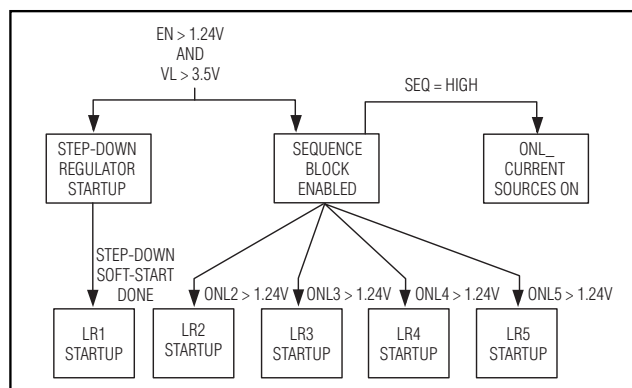 EN > 1.24V
AND
VL > 3.5V
SEQ = HIGH
STEP-DOWN
REGULATOR
STARTUP
SEQUENCE
BLOCK
ENABLED
ONL_
CURRENT
SOURCES ON
STEP-DOWN
SOFT-START
DONE
ONL2 > 1.24V
ONL3 > 1.24V
ONL4 > 1.24V
ONL5 > 1.24V
LR1
STARTUP
LR2
STARTUP
LR3
STARTUP
LR4
STARTUP
LR5
STARTUP